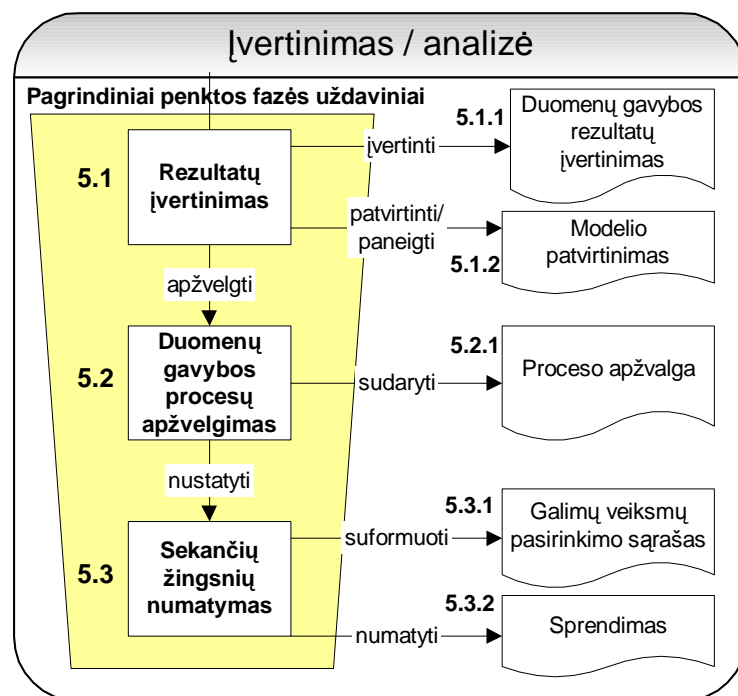 Įvertinimas / analizė
Pagrindiniai penktos fazės uždaviniai
5.1
Rezultatų
įvertinimas
įvertinti
5.1.1
Duomenų gavybos
rezultatų
įvertinimas
patvirtinti/
paneigti
5.1.2
Modelio
patvirtinimas
apžvelgti
5.2
Duomenų
gavybos
procesų
apžvelgimas
sudaryti
5.2.1
Proceso apžvalga
nustatyti
5.3
Sekančių
žingsnių
numatymas
suformuoti
5.3.1
Galimų veiksmų
pasirinkimo sąrašas
numatyti
5.3.2
Sprendimas